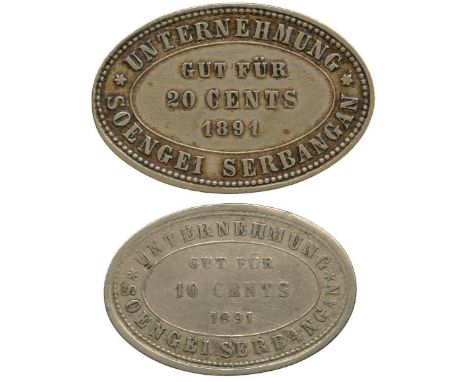 UNTERNEHMUNG
GUT FÜR
20 CENTS
1891
* SOENGEI SERBANGAN *
UNTERNEHMUNG
GUT FÜR
10 CENTS
1891
* SOENGEI SERBANGAN *